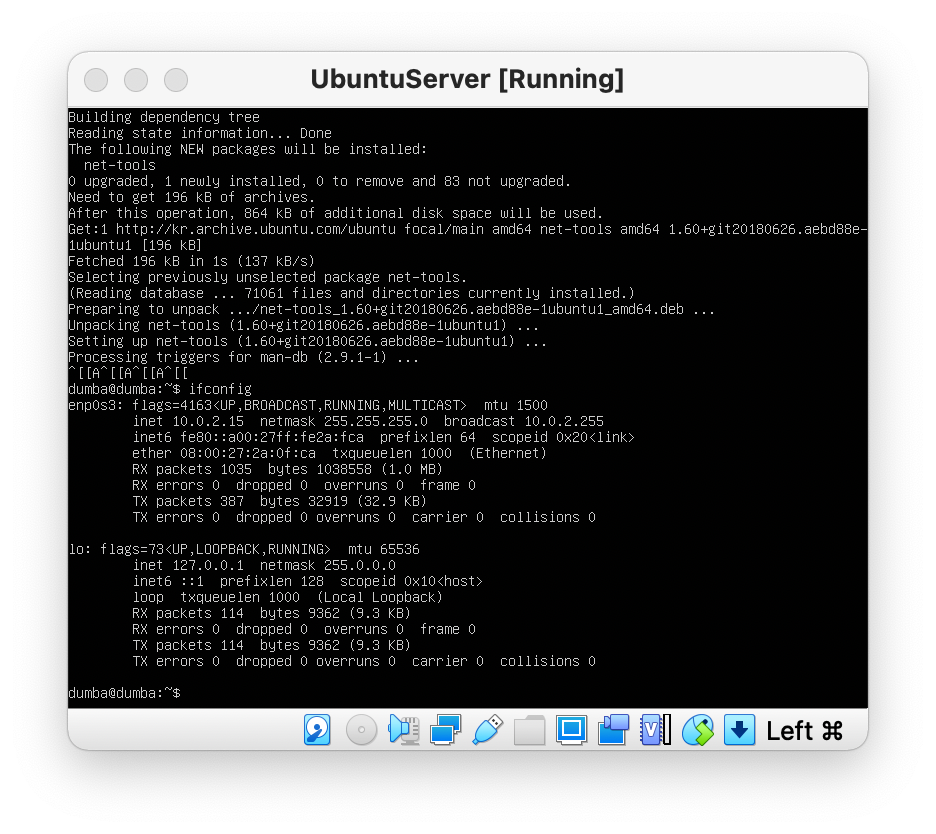 UbuntuServer [Running]
Building dependency tree
Reading state information... Done
The following NEW packages will be installed:
  net-tools
0 upgraded, 1 newly installed, 0 to remove and 83 not upgraded.
Need to get 196 kB of archives.
After this operation, 864 kB of additional disk space will be used.
Get:1 http://kr.archive.ubuntu.com/ubuntu focal/main amd64 net-tools amd64 1.60+git20180626.aebd88e-
1ubuntu1 [196 kB]
Fetched 196 kB in 1s (137 kB/s)
Selecting previously unselected package net-tools.
(Reading database ... 71061 files and directories currently installed.)
Preparing to unpack .../net-tools_1.60+git20180626.aebd88e-1ubuntu1_amd64.deb ...
Unpacking net-tools (1.60+git20180626.aebd88e-1ubuntu1) ...
Setting up net-tools (1.60+git20180626.aebd88e-1ubuntu1) ...
Processing triggers for man-db (2.9.1-1) ...
^[[A^[[A^[[A^[[
dumba@dumba:~$ ifconfig
enp0s3: flags=4163<UP,BROADCAST,RUNNING,MULTICAST>  mtu 1500
        inet 10.0.2.15  netmask 255.255.255.0  broadcast 10.0.2.255
        inet6 fe80::a00:27ff:fe2a:fca  prefixlen 64  scopeid 0x20<link>
        ether 08:00:27:2a:0f:ca  txqueuelen 1000  (Ethernet)
        RX packets 1035  bytes 1038558 (1.0 MB)
        RX errors 0  dropped 0  overruns 0  frame 0
        TX packets 387  bytes 32919 (32.9 KB)
        TX errors 0  dropped 0 overruns 0  carrier 0  collisions 0
lo: flags=73<UP,LOOPBACK,RUNNING>  mtu 65536
        inet 127.0.0.1  netmask 255.0.0.0
        inet6 ::1  prefixlen 128  scopeid 0x10<host>
        loop  txqueuelen 1000  (Local Loopback)
        RX packets 114  bytes 9362 (9.3 KB)
        RX errors 0  dropped 0  overruns 0  frame 0
        TX packets 114  bytes 9362 (9.3 KB)
        TX errors 0  dropped 0 overruns 0  carrier 0  collisions 0
dumba@dumba:~$
Left ⌘